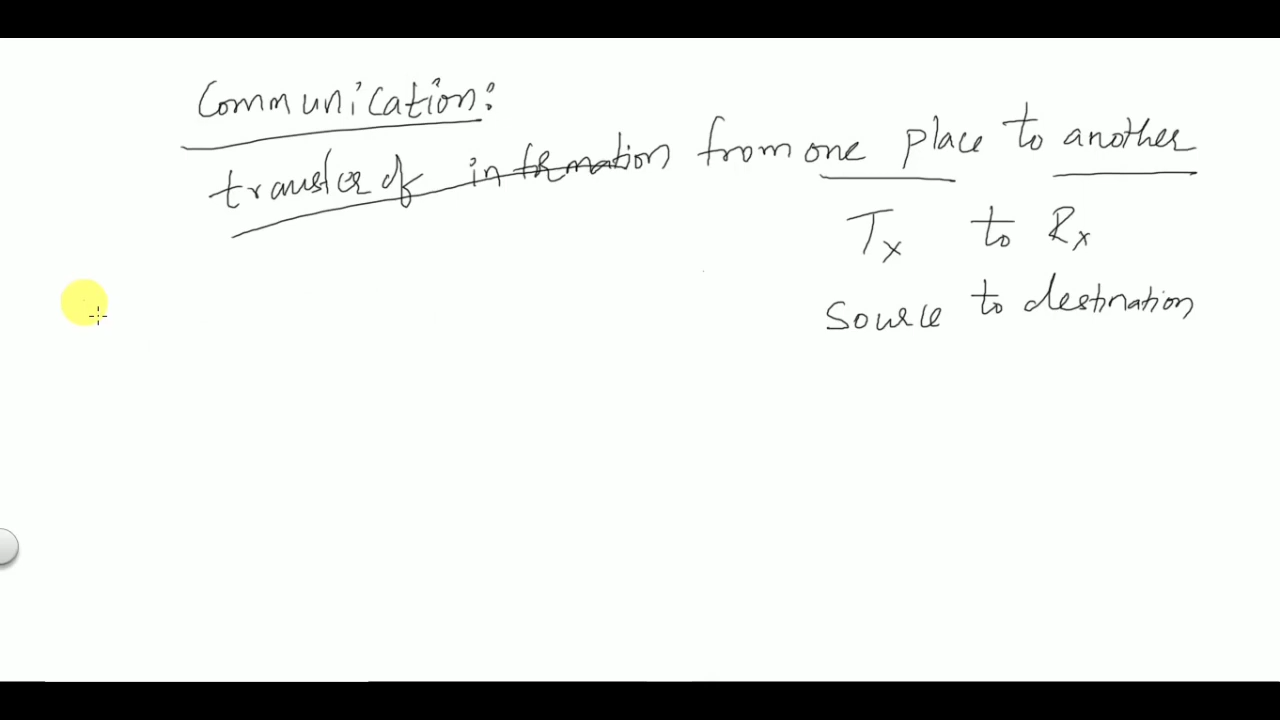 Communication:
transfer of information from one place to another
Tx to Rx
Source to destination